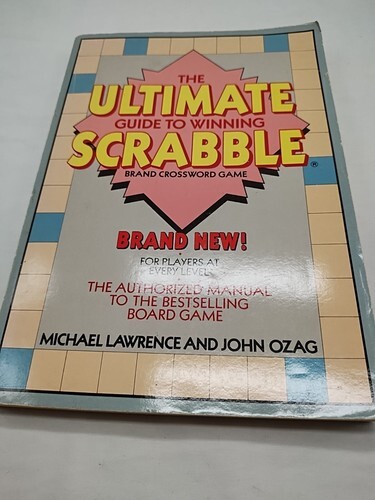 THE
ULTIMATE
GUIDE TO WINNING
SCRABBLE®
BRAND CROSSWORD GAME
BRAND NEW!
FOR PLAYERS AT
EVERY LEVEL
THE AUTHORIZED MANUAL
TO THE BESTSELLING
BOARD GAME
MICHAEL LAWRENCE AND JOHN OZAG